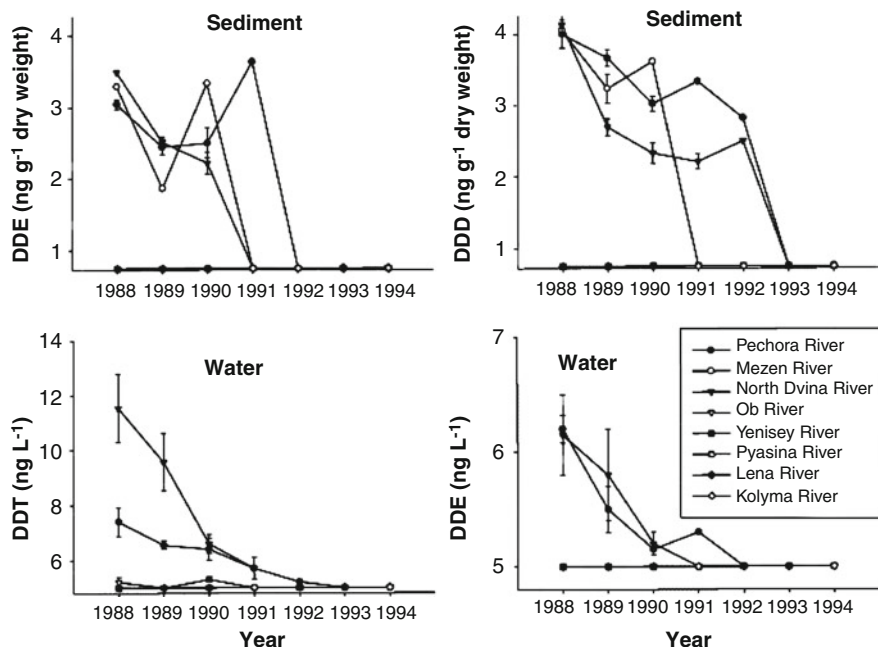 Sediment
DDE (ng g⁻¹ dry weight)
4
3
2
1
1988 1989 1990 1991 1992 1993 1994
Sediment
DDD (ng g⁻¹ dry weight)
4
3
2
1
1988 1989 1990 1991 1992 1993 1994
Water
DDT (ng L⁻¹)
14
12
10
8
6
1988 1989 1990 1991 1992 1993 1994
Year
Water
DDE (ng L⁻¹)
7
6
5
1988 1989 1990 1991 1992 1993 1994
Year
Pechora River
Mezen River
North Dvina River
Ob River
Yenisey River
Pyasina River
Lena River
Kolyma River